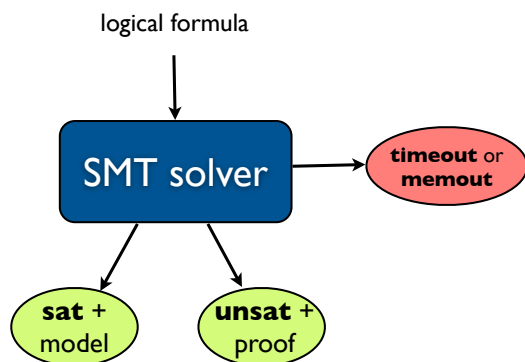 logical formula
SMT solver
timeout or
memout
sat +
model
unsat +
proof